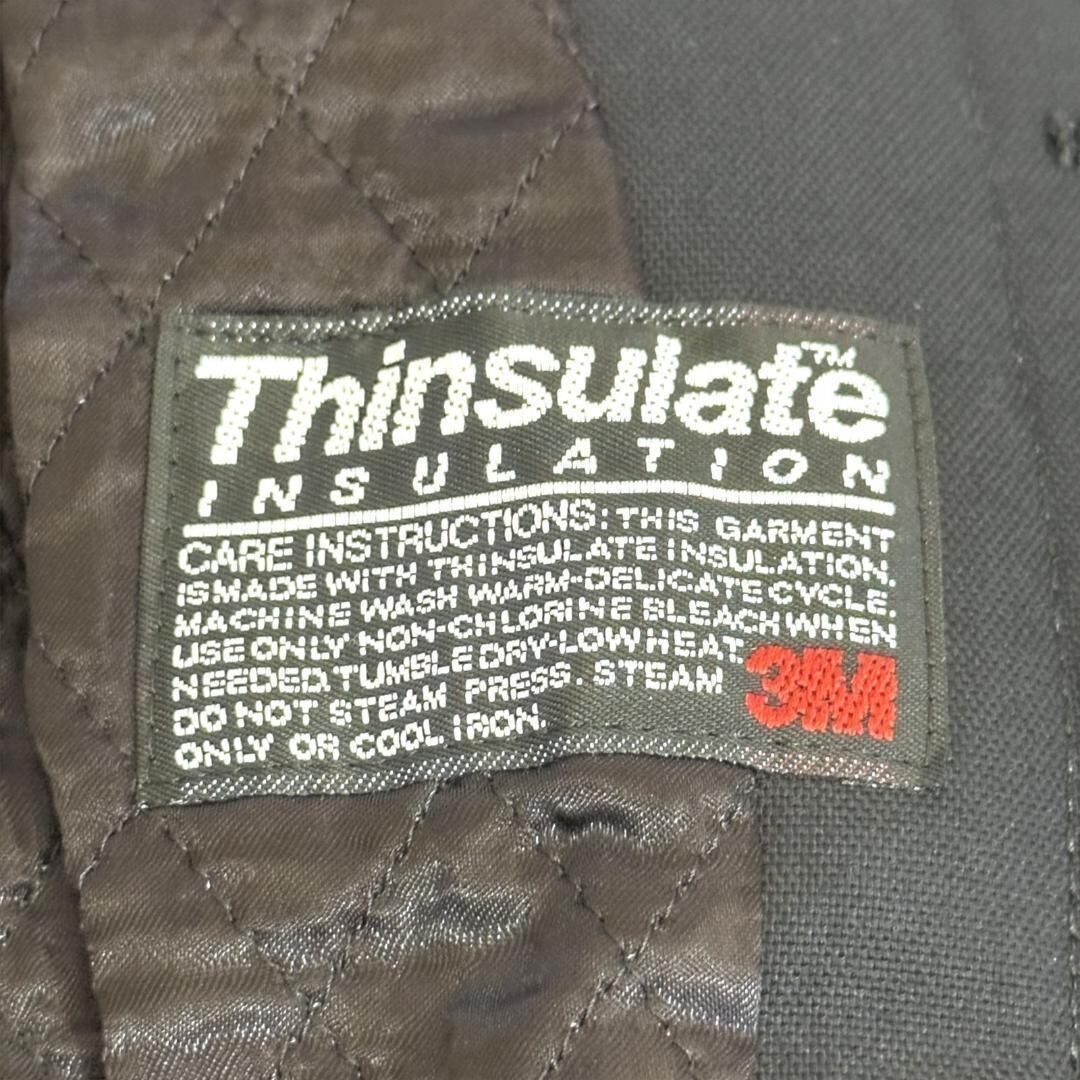 Thinsulate™
INSULATION
CARE INSTRUCTIONS: THIS GARMENT
IS MADE WITH THINSULATE INSULATION.
MACHINE WASH WARM-DELICATE CYCLE.
USE ONLY NON-CHLORINE BLEACH WHEN
NEEDED. TUMBLE DRY-LOW HEAT.
DO NOT STEAM PRESS. STEAM
ONLY OR COOL IRON.
3M